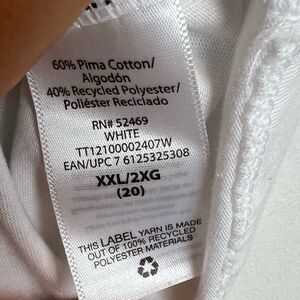 60% Pima Cotton/
Algodón
40% Recycled Polyester/
Poliéster Reciclado
RN# 52469
WHITE
TT12100002407W
EAN/UPC 7 6125325308
XXL/2XG
(20)
THIS LABEL YARN IS MADE
OUT OF 100% RECYCLED
POLYESTER MATERIALS